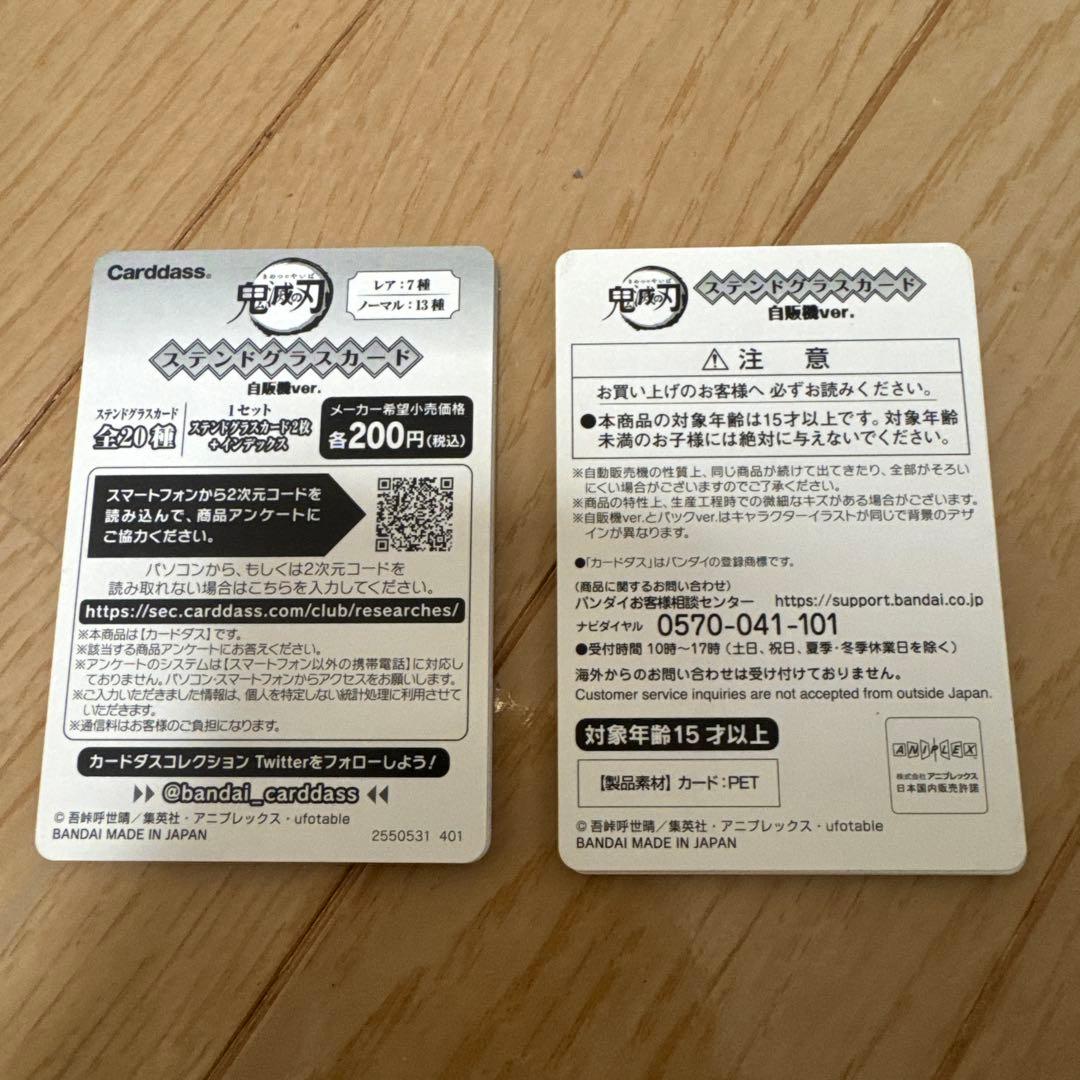 Carddass®
きめつのやいば
鬼滅の刃
レア:7種
ノーマル:13種
ステンドグラスカード
自販機ver.
ステンドグラスカード
全20種
1セット
ステンドグラスカード2枚
+インデックス
メーカー希望小売価格
各200円(税込)
スマートフォンから2次元コードを
読み込んで、商品アンケートに
ご協力ください。
パソコンから、もしくは2次元コードを
読み取れない場合はこちらを入力してください。
https://sec.carddass.com/club/researches/
※本商品は【カードダス】です。
※該当する商品アンケートにお答えください。
※アンケートのシステムは【スマートフォン以外の携帯電話】に対応し
ておりません。パソコン・スマートフォンからアクセスをお願いします。
※ご入力いただきました情報は、個人を特定しない統計処理に利用させて
いただきます。
※通信料はお客様のご負担になります。
カードダスコレクション Twitterをフォローしよう!
@bandai_carddass
©吾峠呼世晴/集英社・アニプレックス・ufotable
BANDAI MADE IN JAPAN
2550531 401
きめつのやいば
鬼滅の刃
ステンドグラスカード
自販機ver.
⚠注 意
お買い上げのお客様へ 必ずお読みください。
●本商品の対象年齢は15才以上です。対象年齢
未満のお子様には絶対に与えないでください。
※自動販売機の性質上、同じ商品が続けて出てきたり、全部がそろい
にくい場合がございますのでご了承ください。
※商品の特性上、生産工程時での微細なキズがある場合がございます。
※自販機ver.とパックver.はキャラクターイラストが同じで背景のデザ
インが異なります。
●「カードダス」はバンダイの登録商標です。
(商品に関するお問い合わせ)
バンダイお客様相談センター https://support.bandai.co.jp
ナビダイヤル 0570-041-101
●受付時間 10時〜17時(土日、祝日、夏季・冬季休業日を除く)
海外からのお問い合わせは受け付けておりません。
Customer service inquiries are not accepted from outside Japan.
対象年齢15才以上
【製品素材】カード:PET
ANIPLEX
株式会社 アニプレックス
日本国内販売許諾
©吾峠呼世晴/集英社・アニプレックス・ufotable
BANDAI MADE IN JAPAN